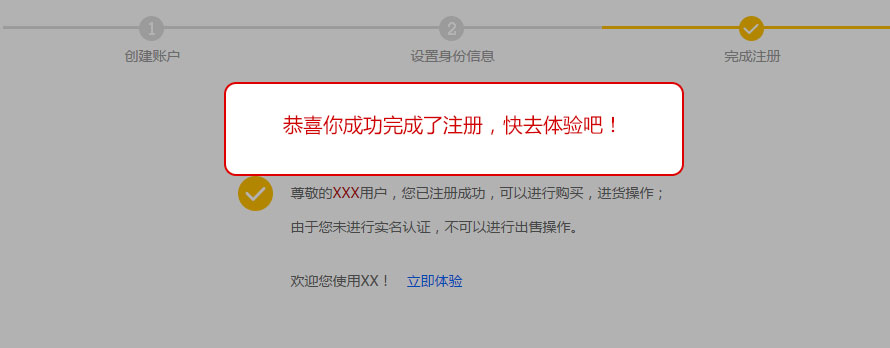 1
2
创建账户
设置身份信息
完成注册
恭喜你成功完成了注册，快去体验吧！
尊敬的XXX用户，您已注册成功，可以进行购买，进货操作；
由于您未进行实名认证，不可以进行出售操作。
欢迎您使用XX！ 立即体验